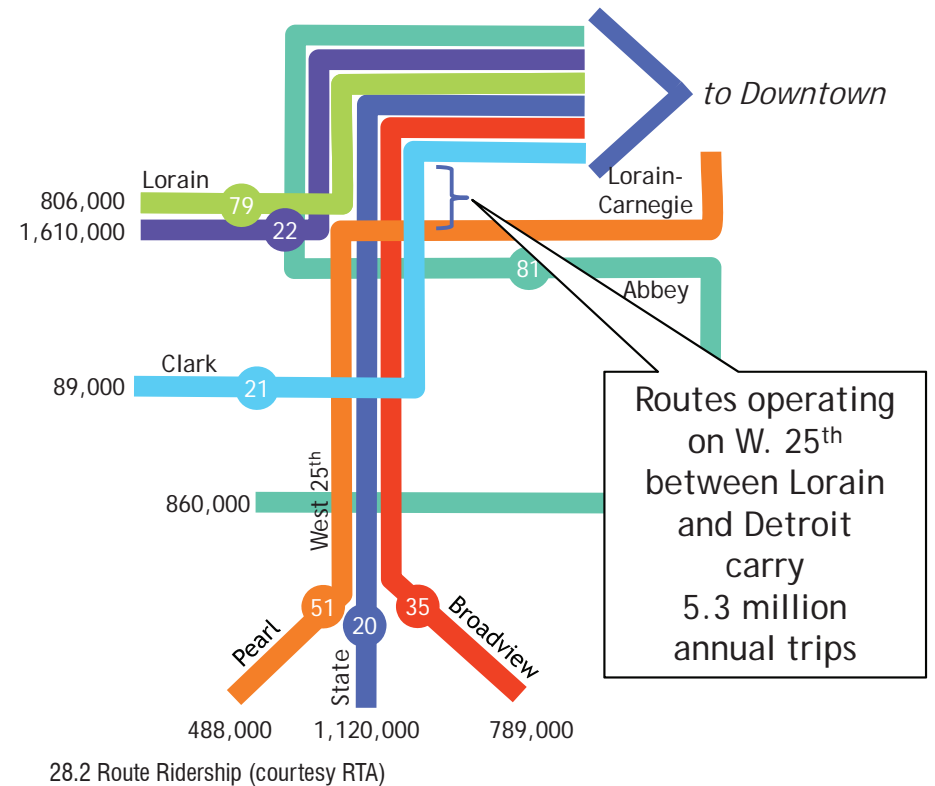 to Downtown
Lorain
806,000
79
1,610,000
22
Lorain-
Carnegie
81
Abbey
Clark
89,000
21
Routes operating
on W. 25th
between Lorain
and Detroit
carry
5.3 million
annual trips
860,000
West 25th
51
20
35
Pearl
State
Broadview
488,000
1,120,000
789,000
28.2 Route Ridership (courtesy RTA)